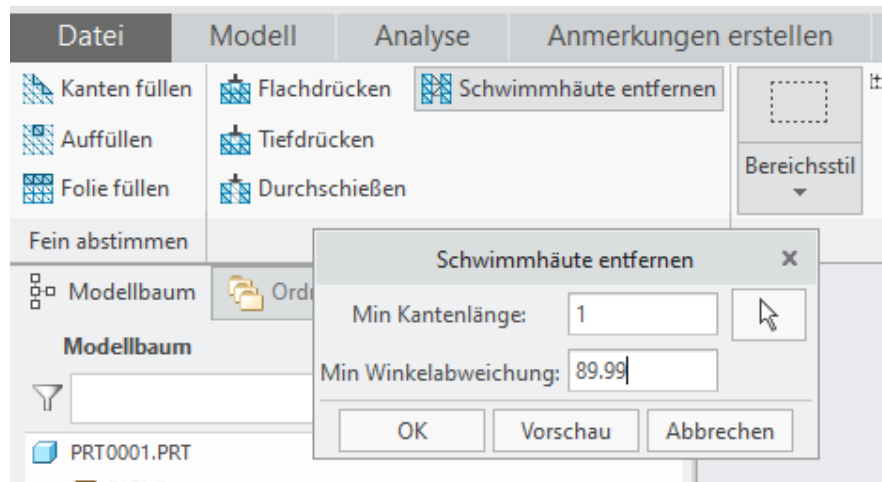 Datei Modell Analyse Anmerkungen erstellen
Kanten füllen Flachdrücken Schwimmhäute entfernen
Auffüllen Tiefdrücken
Bereichsstil
Folie füllen Durchschießen
Fein abstimmen
Schwimmhäute entfernen x
Modellbaum Ord
Min Kantenlänge: 1
Modellbaum
Min Winkelabweichung: 89.99
OK Vorschau Abbrechen
PRT0001.PRT